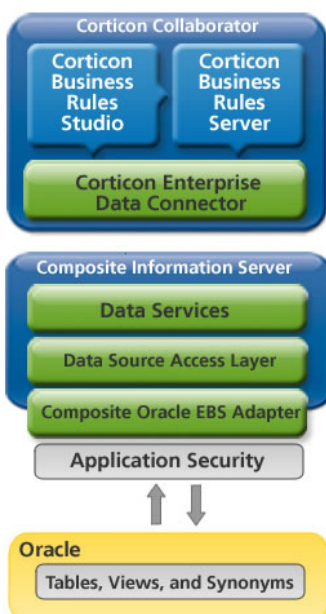 Corticon Collaborator
Corticon
Business
Rules
Studio
Corticon
Business
Rules
Server
Corticon Enterprise
Data Connector
Composite Information Server
Data Services
Data Source Access Layer
Composite Oracle EBS Adapter
Application Security
Oracle
Tables, Views, and Synonyms